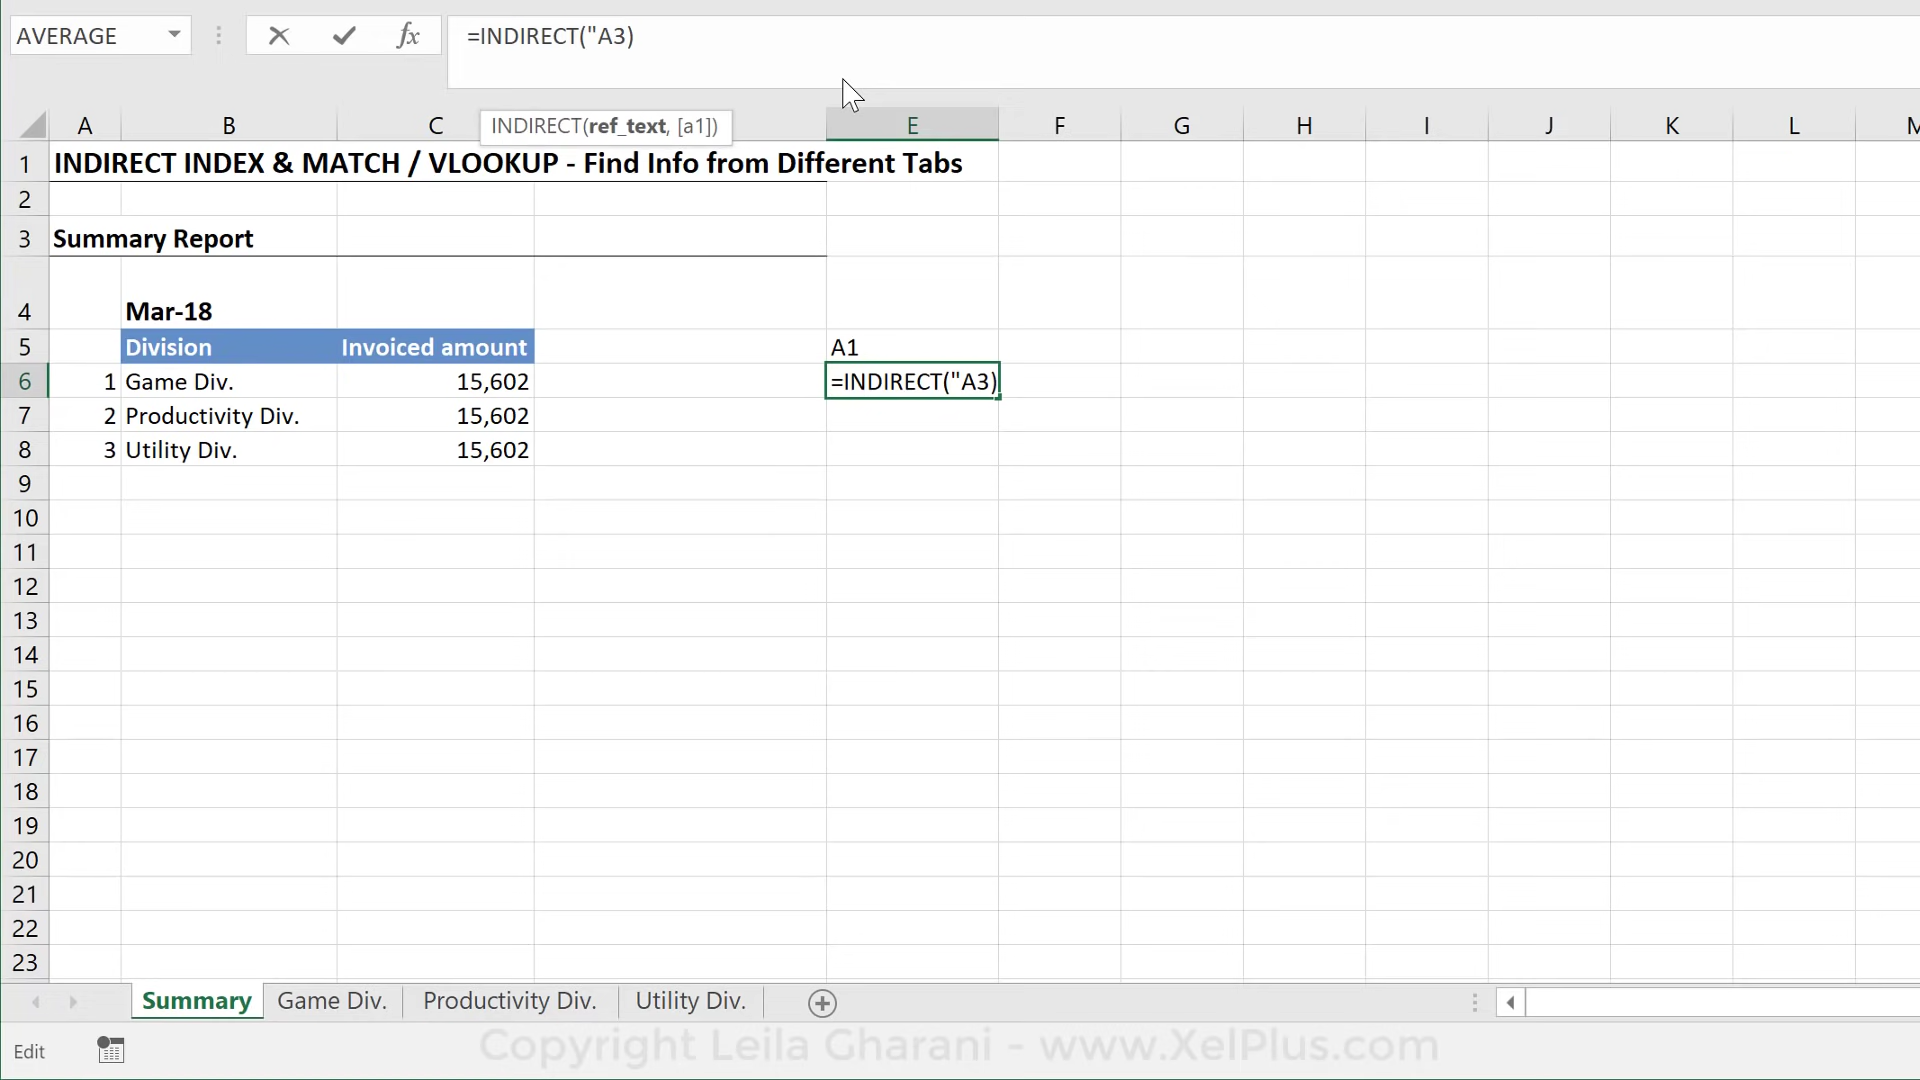 AVERAGE
fx
=INDIRECT("A3)
INDIRECT(ref_text, [a1])
A B C E F G H I J K L M
1 INDIRECT INDEX & MATCH / VLOOKUP - Find Info from Different Tabs
2
3 Summary Report
4 Mar-18
5 Division Invoiced amount A1
6 1 Game Div. 15,602 =INDIRECT("A3)
7 2 Productivity Div. 15,602
8 3 Utility Div. 15,602
9
10
11
12
13
14
15
16
17
18
19
20
21
22
23
Summary Game Div. Productivity Div. Utility Div.
Edit
Copyright Leila Gharani - www.XelPlus.com